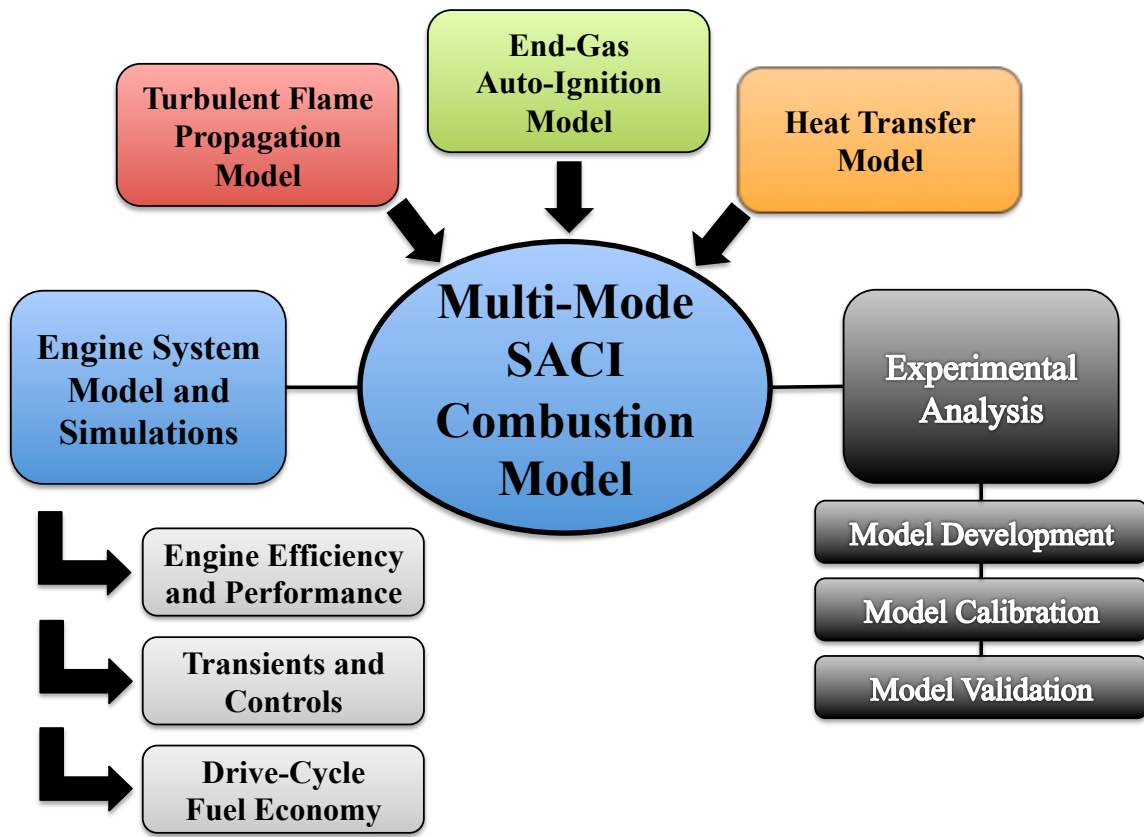 Turbulent Flame
Propagation
Model
End-Gas
Auto-Ignition
Model
Heat Transfer
Model
Multi-Mode
SACI
Combustion
Model
Engine System
Model and
Simulations
Engine Efficiency
and Performance
Transients and
Controls
Drive-Cycle
Fuel Economy
Experimental
Analysis
Model Development
Model Calibration
Model Validation